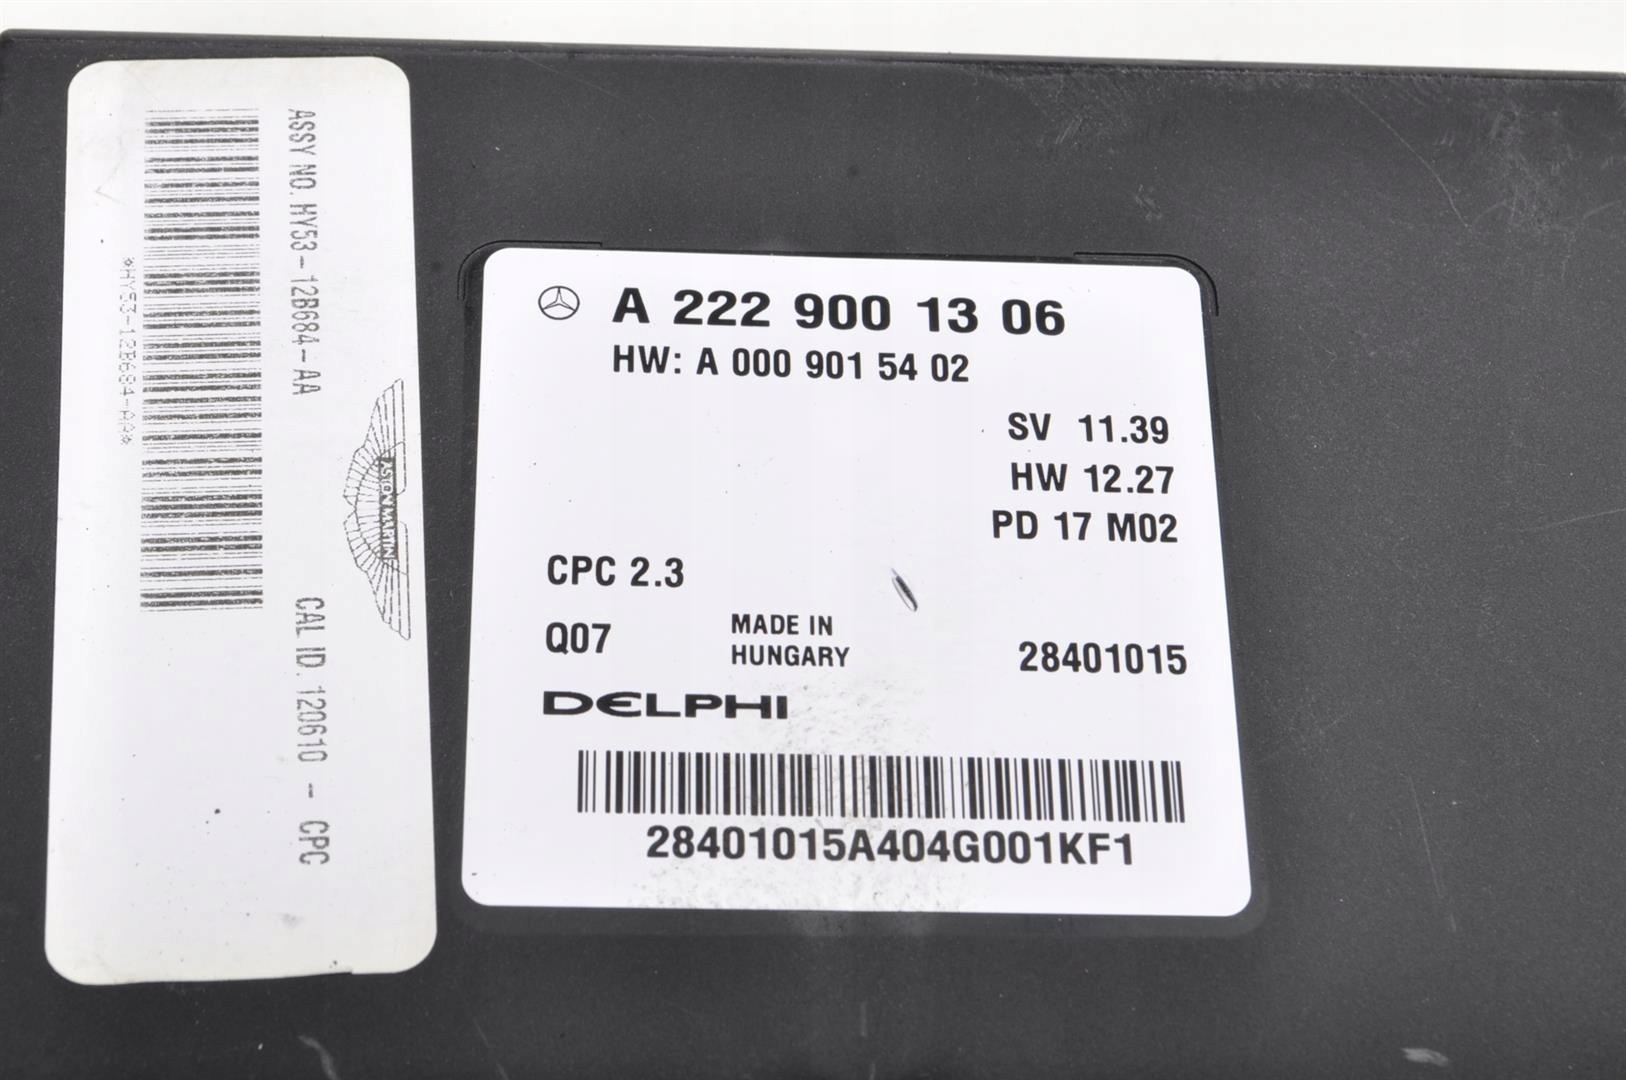 ASSY NO. HY53-12B684-AA
CAL ID. 120610 - CPC
*HY53-12B684-AA*
ASTON MARTIN
A 222 900 13 06
HW: A 000 901 54 02
SV 11.39
HW 12.27
PD 17 M02
CPC 2.3
Q07
MADE IN
HUNGARY
28401015
DELPHI
28401015A404G001KF1